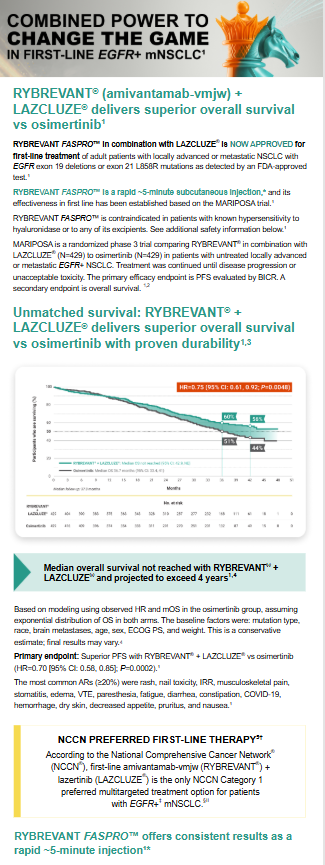 COMBINED POWER TO
CHANGE THE GAME
IN FIRST-LINE EGFR+ mNSCLC¹
RYBREVANT® (amivantamab-vmjw) +
LAZCLUZE® delivers superior overall survival
vs osimertinib¹
RYBREVANT FASPRO™ in combination with LAZCLUZE® is NOW APPROVED for
first-line treatment of adult patients with locally advanced or metastatic NSCLC with
EGFR exon 19 deletions or exon 21 L858R mutations as detected by an FDA-approved
test.¹
RYBREVANT FASPRO™ is a rapid ~5-minute subcutaneous injection,* and its
effectiveness in first line has been established based on the MARIPOSA trial.¹
RYBREVANT FASPRO™ is contraindicated in patients with known hypersensitivity to
hyaluronidase or to any of its excipients. See additional safety information below.¹
MARIPOSA is a randomized phase 3 trial comparing RYBREVANT® in combination with
LAZCLUZE® (N=429) to osimertinib (N=429) in patients with untreated locally advanced
or metastatic EGFR+ NSCLC. Treatment was continued until disease progression or
unacceptable toxicity. The primary efficacy endpoint is PFS evaluated by BICR. A
secondary endpoint is overall survival. ¹,²
Unmatched survival: RYBREVANT® +
LAZCLUZE® delivers superior overall survival
vs osimertinib with proven durability¹,³
HR=0.75 (95% CI: 0.61, 0.92; P=0.0048)
Patients who are surviving (%)
100
60%
56%
51%
44%
Months
No. at risk
RYBREVANT®
+
LAZCLUZE®
Osimertinib
Median overall survival not reached with RYBREVANT® +
LAZCLUZE® and projected to exceed 4 years¹,⁴
Based on modeling using observed HR and mOS in the osimertinib group, assuming
exponential distribution of OS in both arms. The baseline factors were: mutation type,
race, brain metastases, age, sex, ECOG PS, and weight. This is a conservative
estimate; final results may vary.⁴
Primary endpoint: Superior PFS with RYBREVANT® + LAZCLUZE® vs osimertinib
(HR=0.70 [95% CI: 0.58, 0.85]; P=0.0002).¹
The most common ARs (≥20%) were rash, nail toxicity, IRR, musculoskeletal pain,
stomatitis, edema, VTE, paresthesia, fatigue, diarrhea, constipation, COVID-19,
hemorrhage, dry skin, decreased appetite, pruritus, and nausea.¹
NCCN PREFERRED FIRST-LINE THERAPY⁵†
According to the National Comprehensive Cancer Network®
(NCCN®), first-line amivantamab-vmjw (RYBREVANT®) +
lazertinib (LAZCLUZE®) is the only NCCN Category 1
preferred multitargeted treatment option for patients
with EGFR+‡ mNSCLC.
RYBREVANT FASPRO™ offers consistent results as a
rapid ~5-minute injection¹*